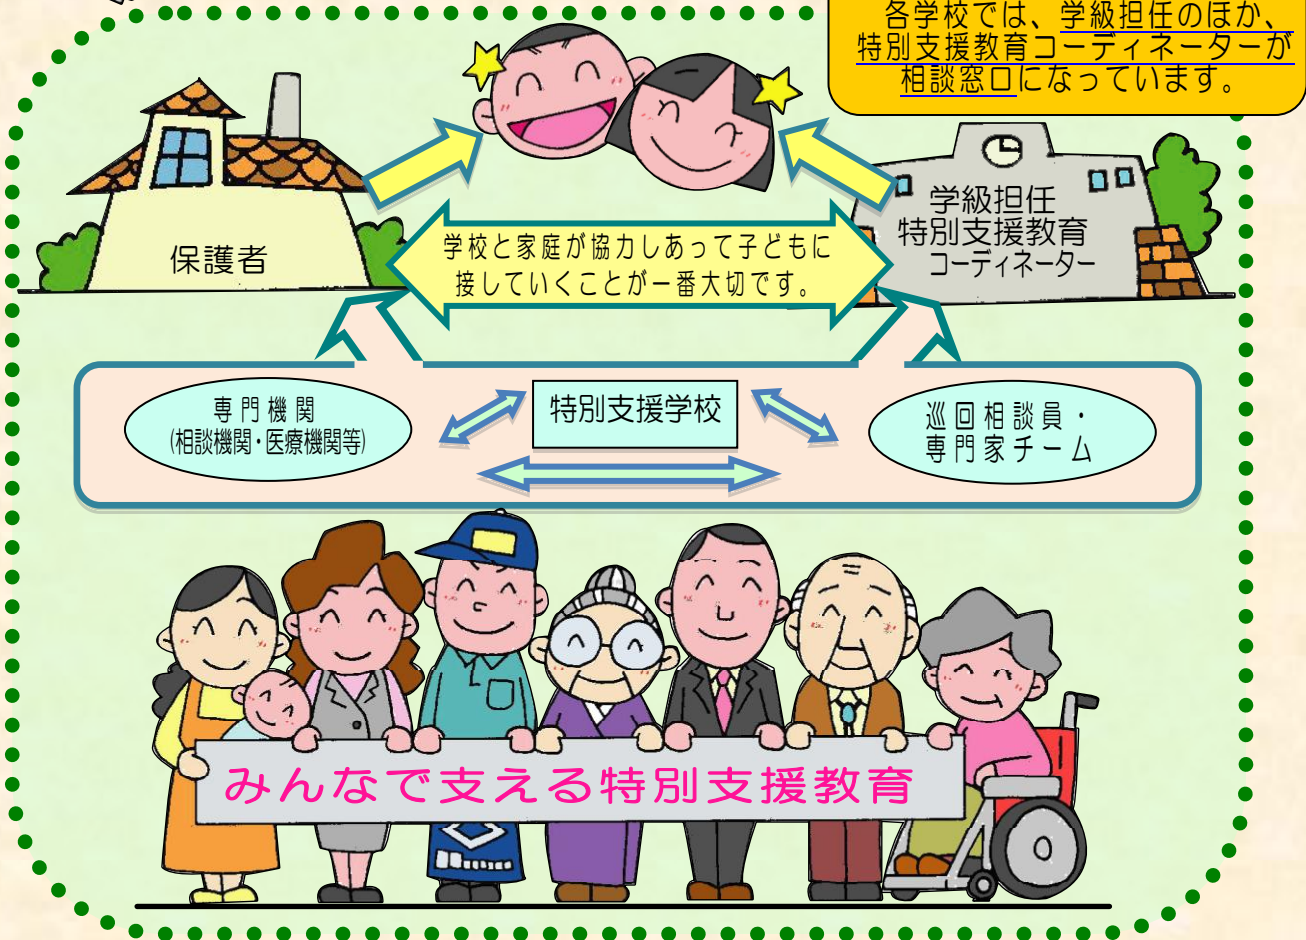 各学校では、学級担任のほか、
特別支援教育コーディネーターが
相談窓口になっています。
保護者
学校と家庭が協力しあって子どもに
接していくことが一番大切です。
学級担任
特別支援教育
コーディネーター
専門機関
(相談機関・医療機関等)
特別支援学校
巡回相談員・
専門家チーム
みんなで支える特別支援教育